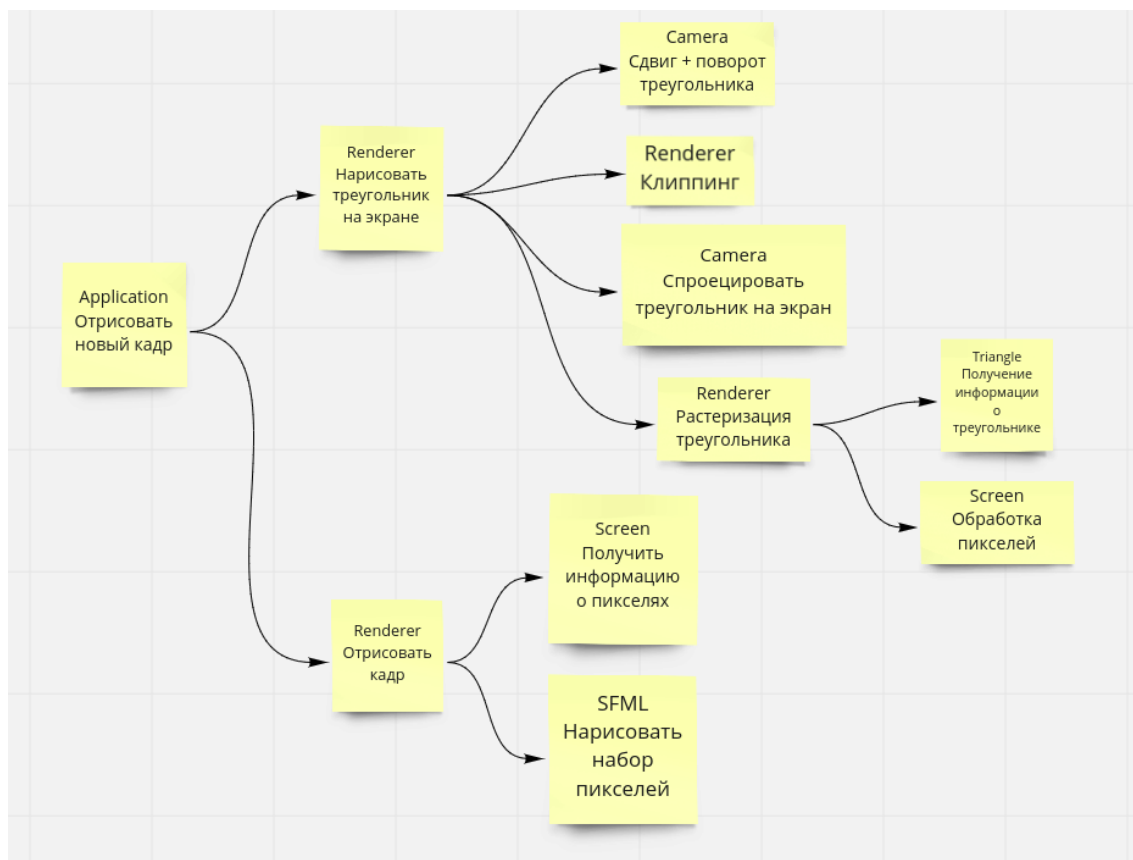 Camera
Сдвиг + поворот
треугольника
Renderer
Нарисовать
треугольник
на экране
Renderer
Клиппинг
Camera
Спроецировать
треугольник на экран
Application
Отрисовать
новый кадр
Renderer
Растеризация
треугольника
Triangle
Получение
информации
о
треугольнике
Screen
Обработка
пикселей
Screen
Получить
информацию
о пикселях
Renderer
Отрисовать
кадр
SFML
Нарисовать
набор
пикселей